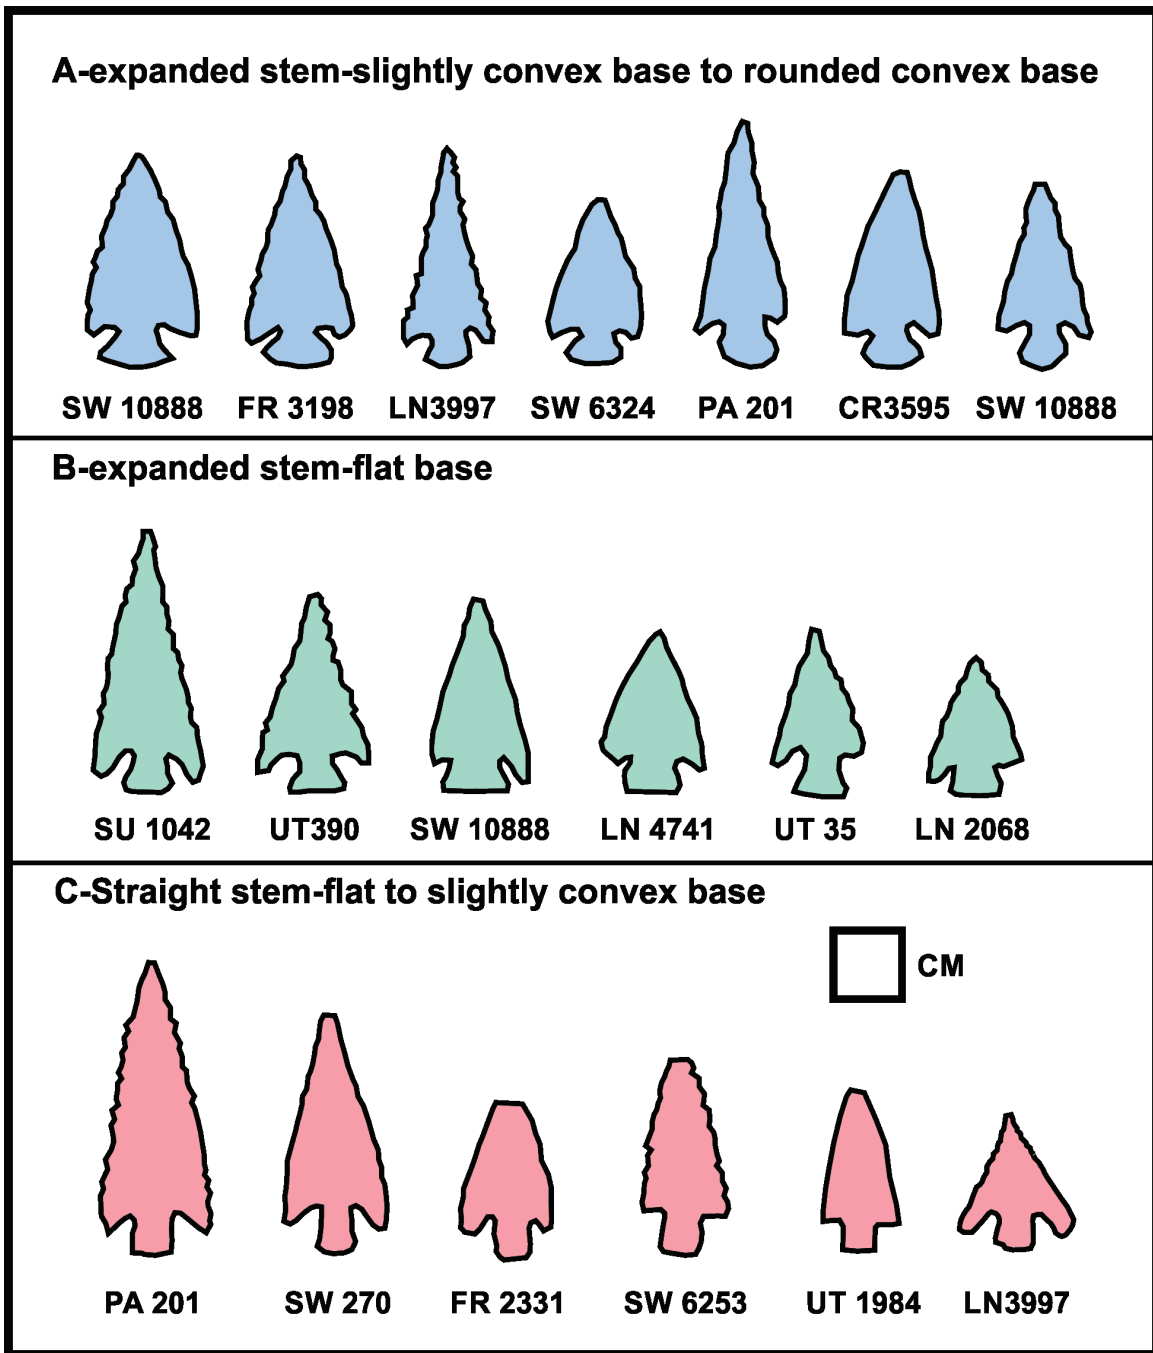 A-expanded stem-slightly convex base to rounded convex base
SW 10888 FR 3198 LN3997 SW 6324 PA 201 CR3595 SW 10888
B-expanded stem-flat base
SU 1042 UT390 SW 10888 LN 4741 UT 35 LN 2068
C-Straight stem-flat to slightly convex base
CM
PA 201 SW 270 FR 2331 SW 6253 UT 1984 LN3997